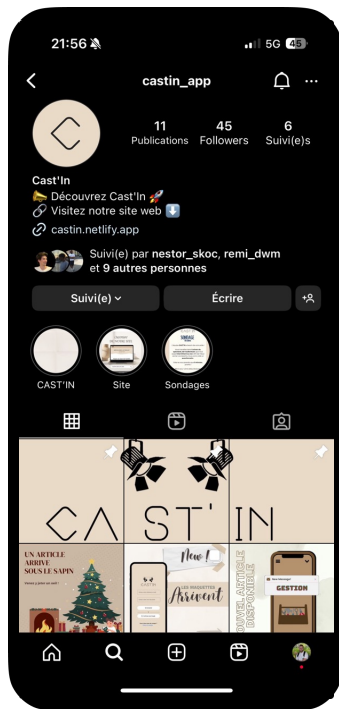 21:56
5G 45
castin_app
11
Publications
45
Followers
6
Suivi(e)s
Cast'In
📣 Découvrez Cast'In 🚀
🔗 Visitez notre site web ⬇️
castin.netlify.app
Suivi(e) par nestor_skoc, remi_dwm
et 9 autres personnes
Suivi(e)
Écrire
CAST'IN
Site
SONDAGE
Sondages
CAST'IN
UN ARTICLE
ARRIVE
SOUS LE SAPIN
New !
LES MAQUETTES
Arrivent
NOUVEL ARTICLE
DISPONIBLE
GESTION